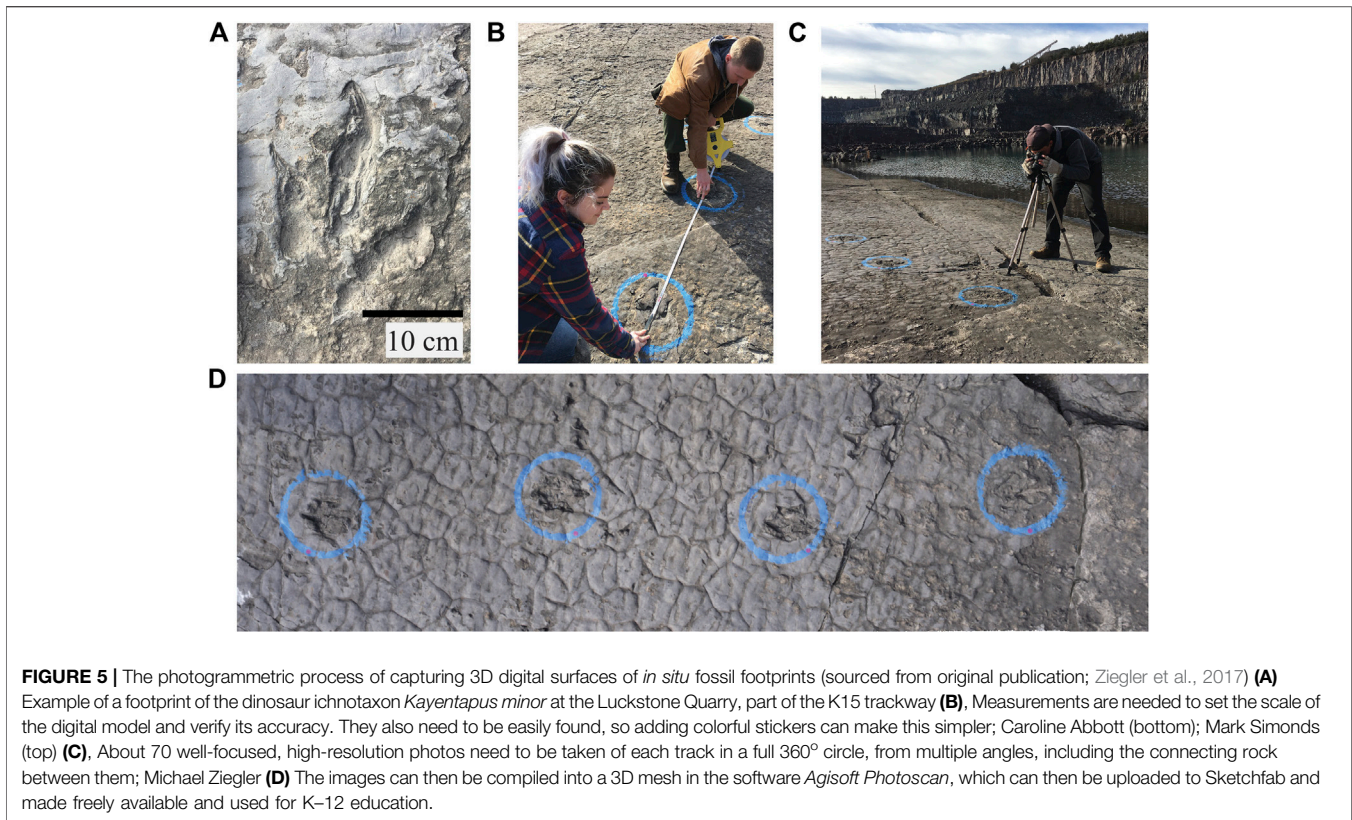 A
B
C
10 cm
D
FIGURE 5 | The photogrammetric process of capturing 3D digital surfaces of in situ fossil footprints (sourced from original publication; Ziegler et al., 2017) (A)
Example of a footprint of the dinosaur ichnotaxon Kayentapus minor at the Luckstone Quarry, part of the K15 trackway (B), Measurements are needed to set the scale of
the digital model and verify its accuracy. They also need to be easily found, so adding colorful stickers can make this simpler; Caroline Abbott (bottom); Mark Simonds
(top) (C), About 70 well-focused, high-resolution photos need to be taken of each track in a full 360° circle, from multiple angles, including the connecting rock
between them; Michael Ziegler (D) The images can then be compiled into a 3D mesh in the software Agisoft Photoscan, which can then be uploaded to Sketchfab and
made freely available and used for K–12 education.